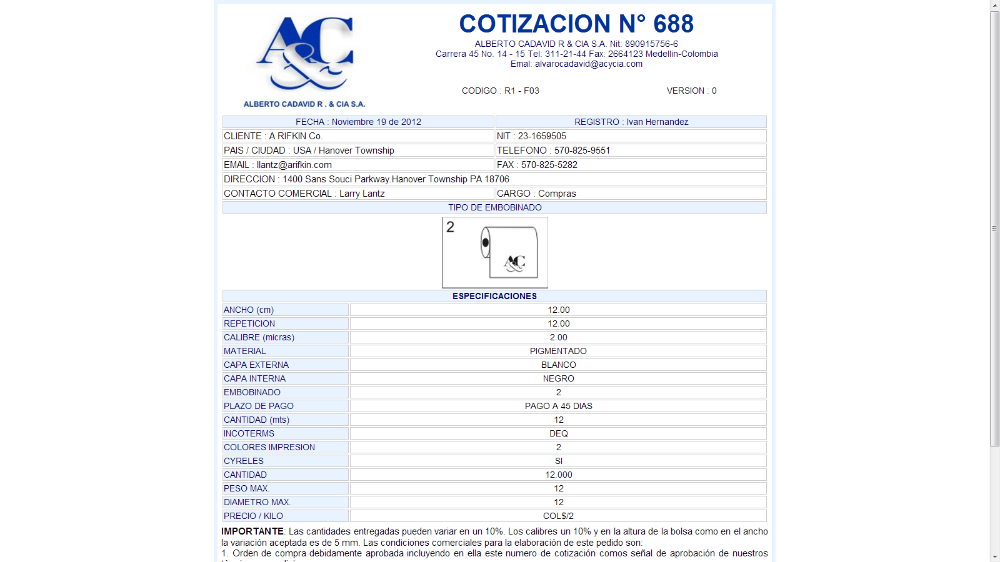 A&C
ALBERTO CADAVID R . & CIA S.A.
COTIZACION N° 688
ALBERTO CADAVID R & CIA S.A. Nit: 890915756-6
Carrera 45 No. 14 - 15 Tel: 311-21-44 Fax: 2664123 Medellin-Colombia
Emal: alvarocadavid@acycia.com
CODIGO : R1 - F03 VERSION : 0
FECHA : Noviembre 19 de 2012 REGISTRO : Ivan Hernandez
CLIENTE : A RIFKIN Co. NIT : 23-1659505
PAIS / CIUDAD : USA / Hanover Township TELEFONO : 570-825-9551
EMAIL : llantz@arifkin.com FAX : 570-825-5282
DIRECCION : 1400 Sans Souci Parkway.Hanover Township PA 18706
CONTACTO COMERCIAL : Larry Lantz CARGO : Compras
TIPO DE EMBOBINADO
2
A&C
ESPECIFICACIONES
ANCHO (cm) 12.00
REPETICION 12.00
CALIBRE (micras) 2.00
MATERIAL PIGMENTADO
CAPA EXTERNA BLANCO
CAPA INTERNA NEGRO
EMBOBINADO 2
PLAZO DE PAGO PAGO A 45 DIAS
CANTIDAD (mts) 12
INCOTERMS DEQ
COLORES IMPRESION 2
CYRELES SI
CANTIDAD 12.000
PESO MAX. 12
DIAMETRO MAX. 12
PRECIO / KILO COL$/2
IMPORTANTE: Las cantidades entregadas pueden variar en un 10%. Los calibres un 10% y en la altura de la bolsa como en el ancho
la variación aceptada es de 5 mm. Las condiciones comerciales para la elaboración de este pedido son:
1. Orden de compra debidamente aprobada incluyendo en ella este numero de cotización comos señal de aprobación de nuestros